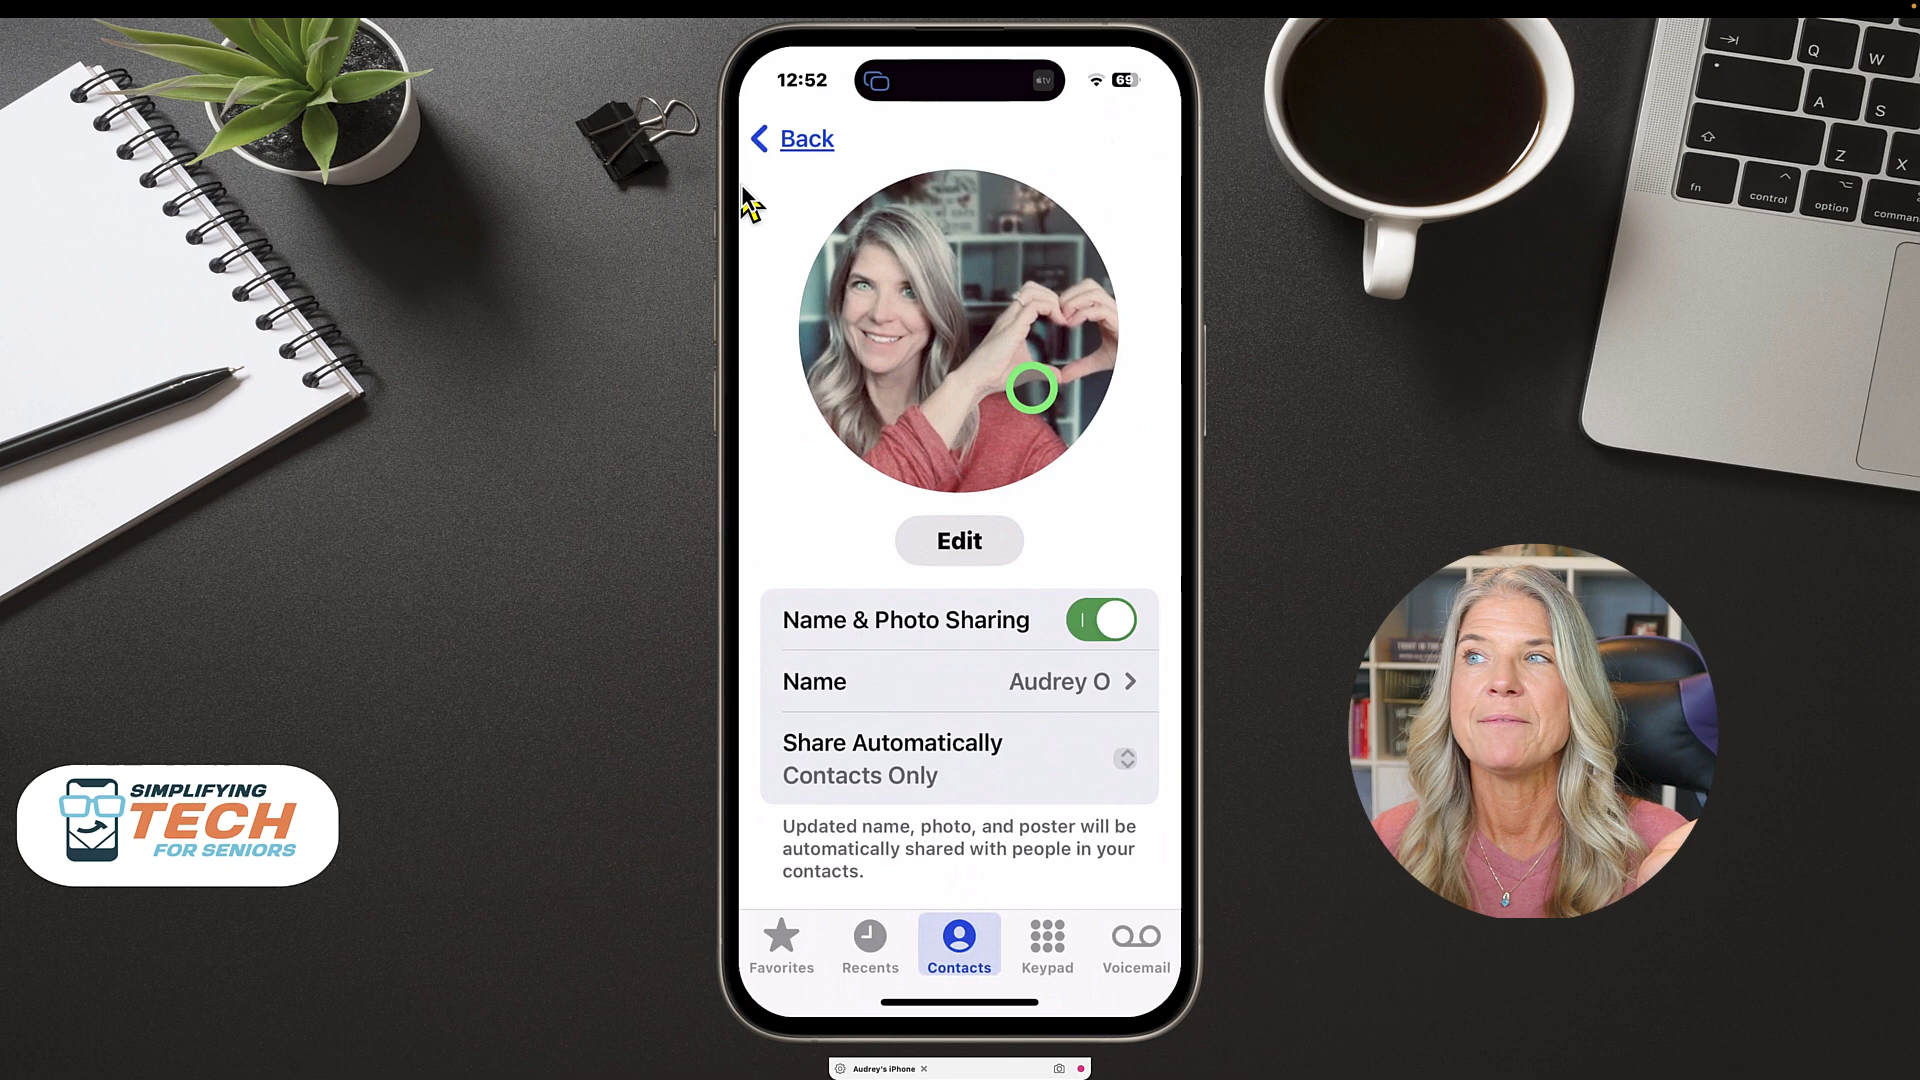 12:52
tv
69
Back
Edit
Name & Photo Sharing
Name
Audrey O
Share Automatically
Contacts Only
Updated name, photo, and poster will be
automatically shared with people in your
contacts.
Favorites
Recents
Contacts
Keypad
Voicemail
SIMPLIFYING
TECH
FOR SENIORS
Audrey's iPhone
Q
W
A
S
Z
X
fn
control
option
comman